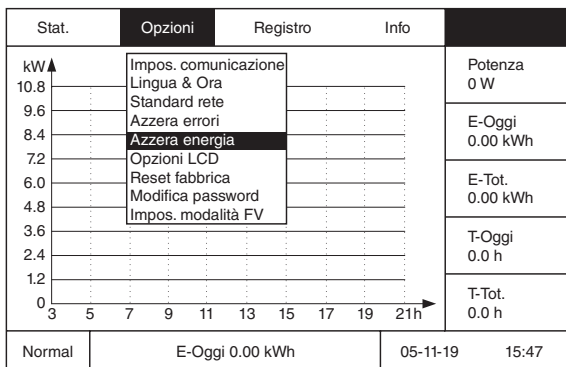 Stat. Opzioni Registro Info
kW
10.8
9.6
8.4
7.2
6.0
4.8
3.6
2.4
1.2
0
3 5 7 9 11 13 15 17 19 21h
Impos. comunicazione
Lingua & Ora
Standard rete
Azzera errori
Azzera energia
Opzioni LCD
Reset fabbrica
Modifica password
Impos. modalità FV
Potenza
0 W
E-Oggi
0.00 kWh
E-Tot.
0.00 kWh
T-Oggi
0.0 h
T-Tot.
0.0 h
Normal E-Oggi 0.00 kWh 05-11-19 15:47